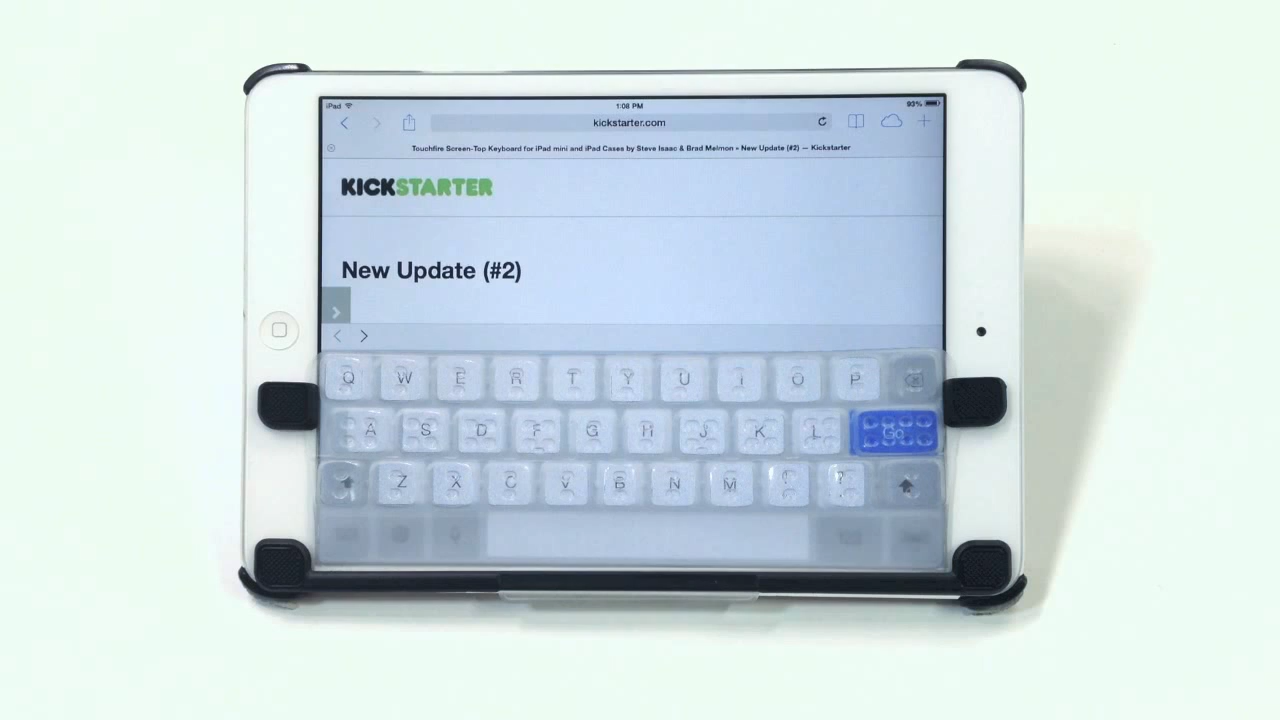 iPad 1:08 PM 93%
kickstarter.com
Touchfire Screen-Top Keyboard for iPad mini and iPad Cases by Steve Isaac & Brad Melmon » New Update (#2) — Kickstarter
KICKSTARTER
New Update (#2)
Q W E R T Y U I O P
A S D F G H J K L Go
Z X C V B N M ! ?